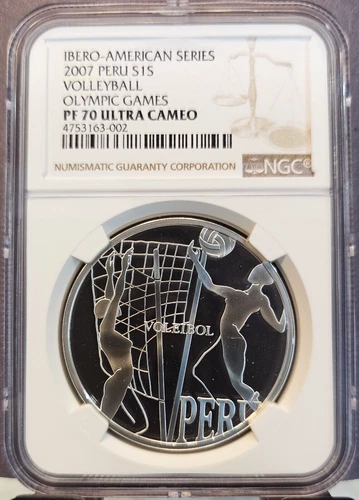 IBERO-AMERICAN SERIES
2007 PERU S1S
VOLLEYBALL
OLYMPIC GAMES
PF 70 ULTRA CAMEO
4753163-002
NUMISMATIC GUARANTY CORPORATION
NGC
VOLEIBOL
PERU